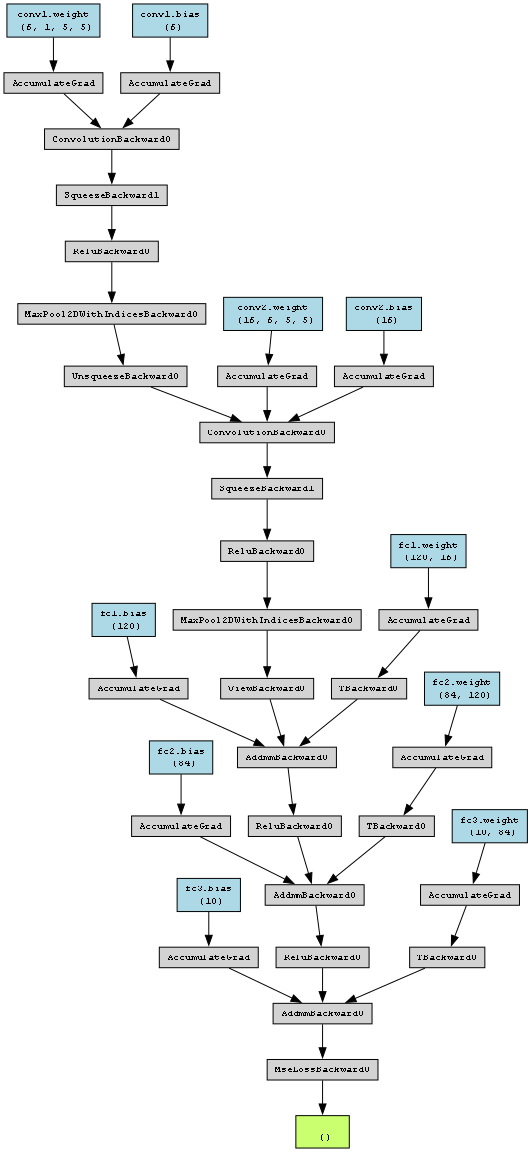 conv1.weight
(6, 1, 5, 5)
conv1.bias
(6)
AccumulateGrad
AccumulateGrad
ConvolutionBackward0
SqueezeBackward1
ReluBackward0
MaxPool2DWithIndicesBackward0
conv2.weight
(16, 6, 5, 5)
conv2.bias
(16)
UnsqueezeBackward0
AccumulateGrad
AccumulateGrad
ConvolutionBackward0
SqueezeBackward1
ReluBackward0
fc1.weight
(120, 16)
fc1.bias
(120)
MaxPool2DWithIndicesBackward0
AccumulateGrad
AccumulateGrad
ViewBackward0
TBackward0
fc2.weight
(84, 120)
fc2.bias
(84)
AddmmBackward0
AccumulateGrad
AccumulateGrad
ReluBackward0
TBackward0
fc3.weight
(10, 84)
fc3.bias
(10)
AddmmBackward0
AccumulateGrad
AccumulateGrad
ReluBackward0
TBackward0
AddmmBackward0
MseLossBackward0
()